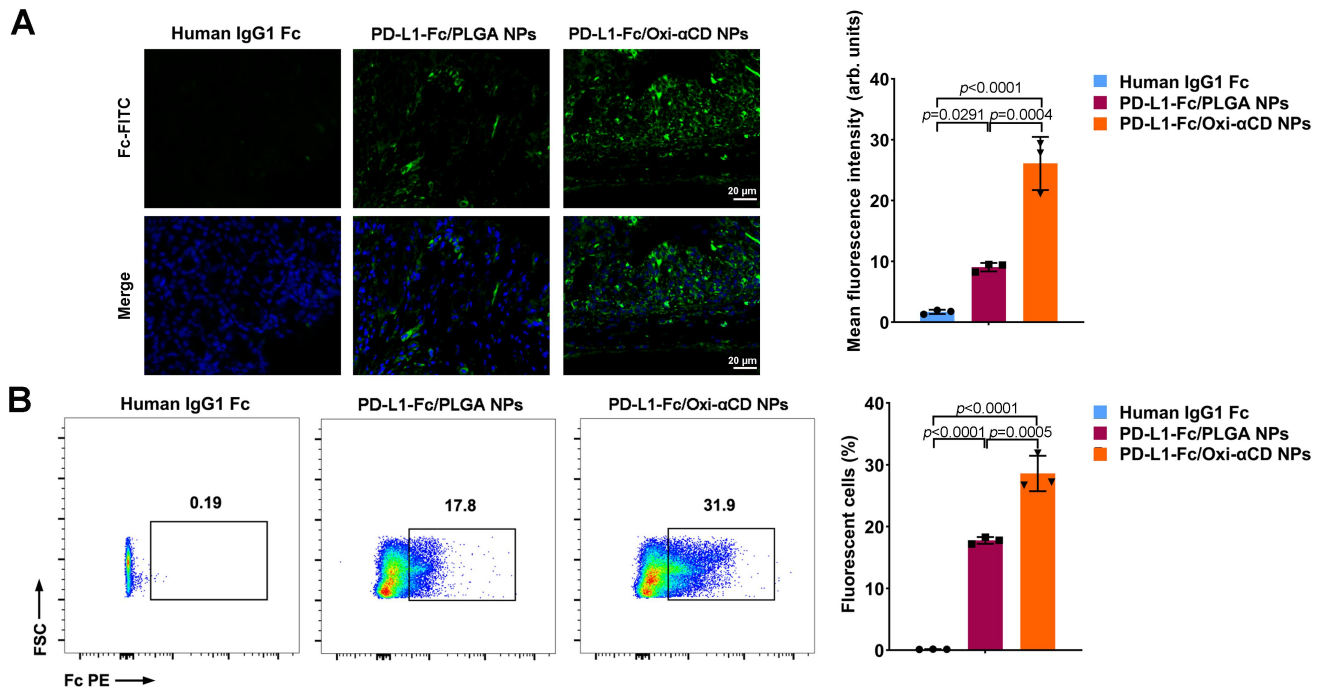 A
Human IgG1 Fc
PD-L1-Fc/PLGA NPs
PD-L1-Fc/Oxi-αCD NPs
Fc-FITC
20 μm
Merge
20 μm
Mean fluorescence intensity (arb. units)
40
30
20
10
0
p<0.0001
p=0.0291
p=0.0004
Human IgG1 Fc
PD-L1-Fc/PLGA NPs
PD-L1-Fc/Oxi-αCD NPs
B
Human IgG1 Fc
PD-L1-Fc/PLGA NPs
PD-L1-Fc/Oxi-αCD NPs
0.19
17.8
31.9
FSC
Fc PE
Fluorescent cells (%)
40
30
20
10
0
p<0.0001
p<0.0001
p=0.0005
Human IgG1 Fc
PD-L1-Fc/PLGA NPs
PD-L1-Fc/Oxi-αCD NPs